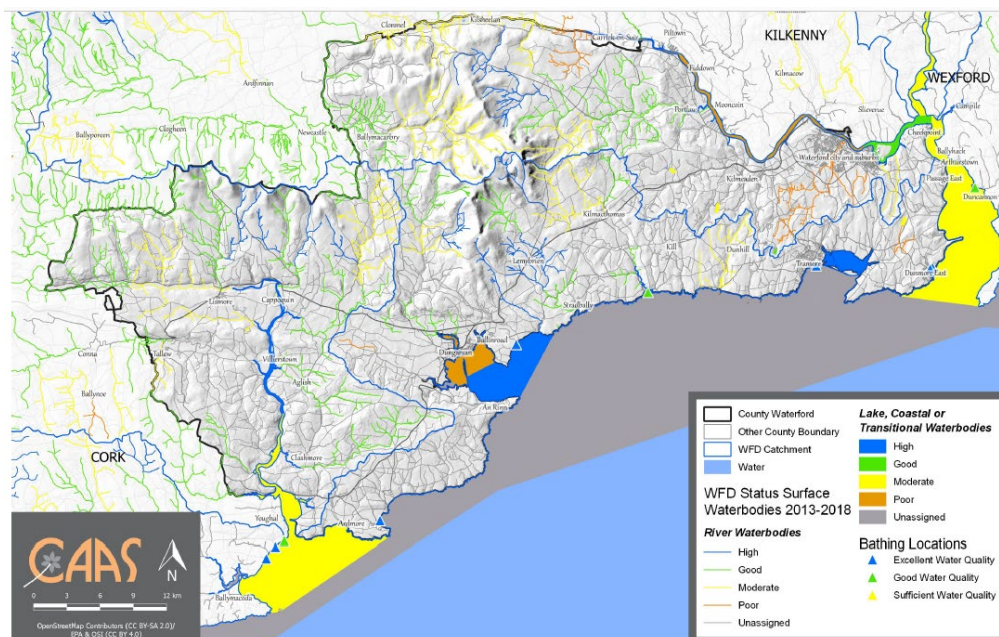 Clonmel
Kilsheelan
Carrick-on-Suir
Piltown
KILKENNY
Fiddown
Kilmacow
WEXFORD
Ardfinnan
Portlaw
Mooncoin
Slieverue
Campile
Ballyporeen
Clogheen
Newcastle
Ballymacarbry
Cheekpoint
Waterford city and suburbs
Ballyhack
Arthurstown
Passage East
Kilmeaden
Duncannon
Kilmacthomas
Kill
Dunhill
Lemybrien
Tramore
Dunmore East
Lismore
Cappoquin
Stradbally
Conna
Tallow
Villierstown
Ballinroad
Dungarvan
Aglish
Ballynoe
An Rinn
CORK
Clashmore
Youghal
Ardmore
Ballymacoda
CAAS
N
0 3 6 9 12 km
OpenStreetMap Contributors (CC BY-SA 2.0)/
EPA & OSI (CC BY 4.0)
County Waterford
Other County Boundary
WFD Catchment
Water
WFD Status Surface
Waterbodies 2013-2018
River Waterbodies
High
Good
Moderate
Poor
Unassigned
Lake, Coastal or
Transitional Waterbodies
High
Good
Moderate
Poor
Unassigned
Bathing Locations
Excellent Water Quality
Good Water Quality
Sufficient Water Quality